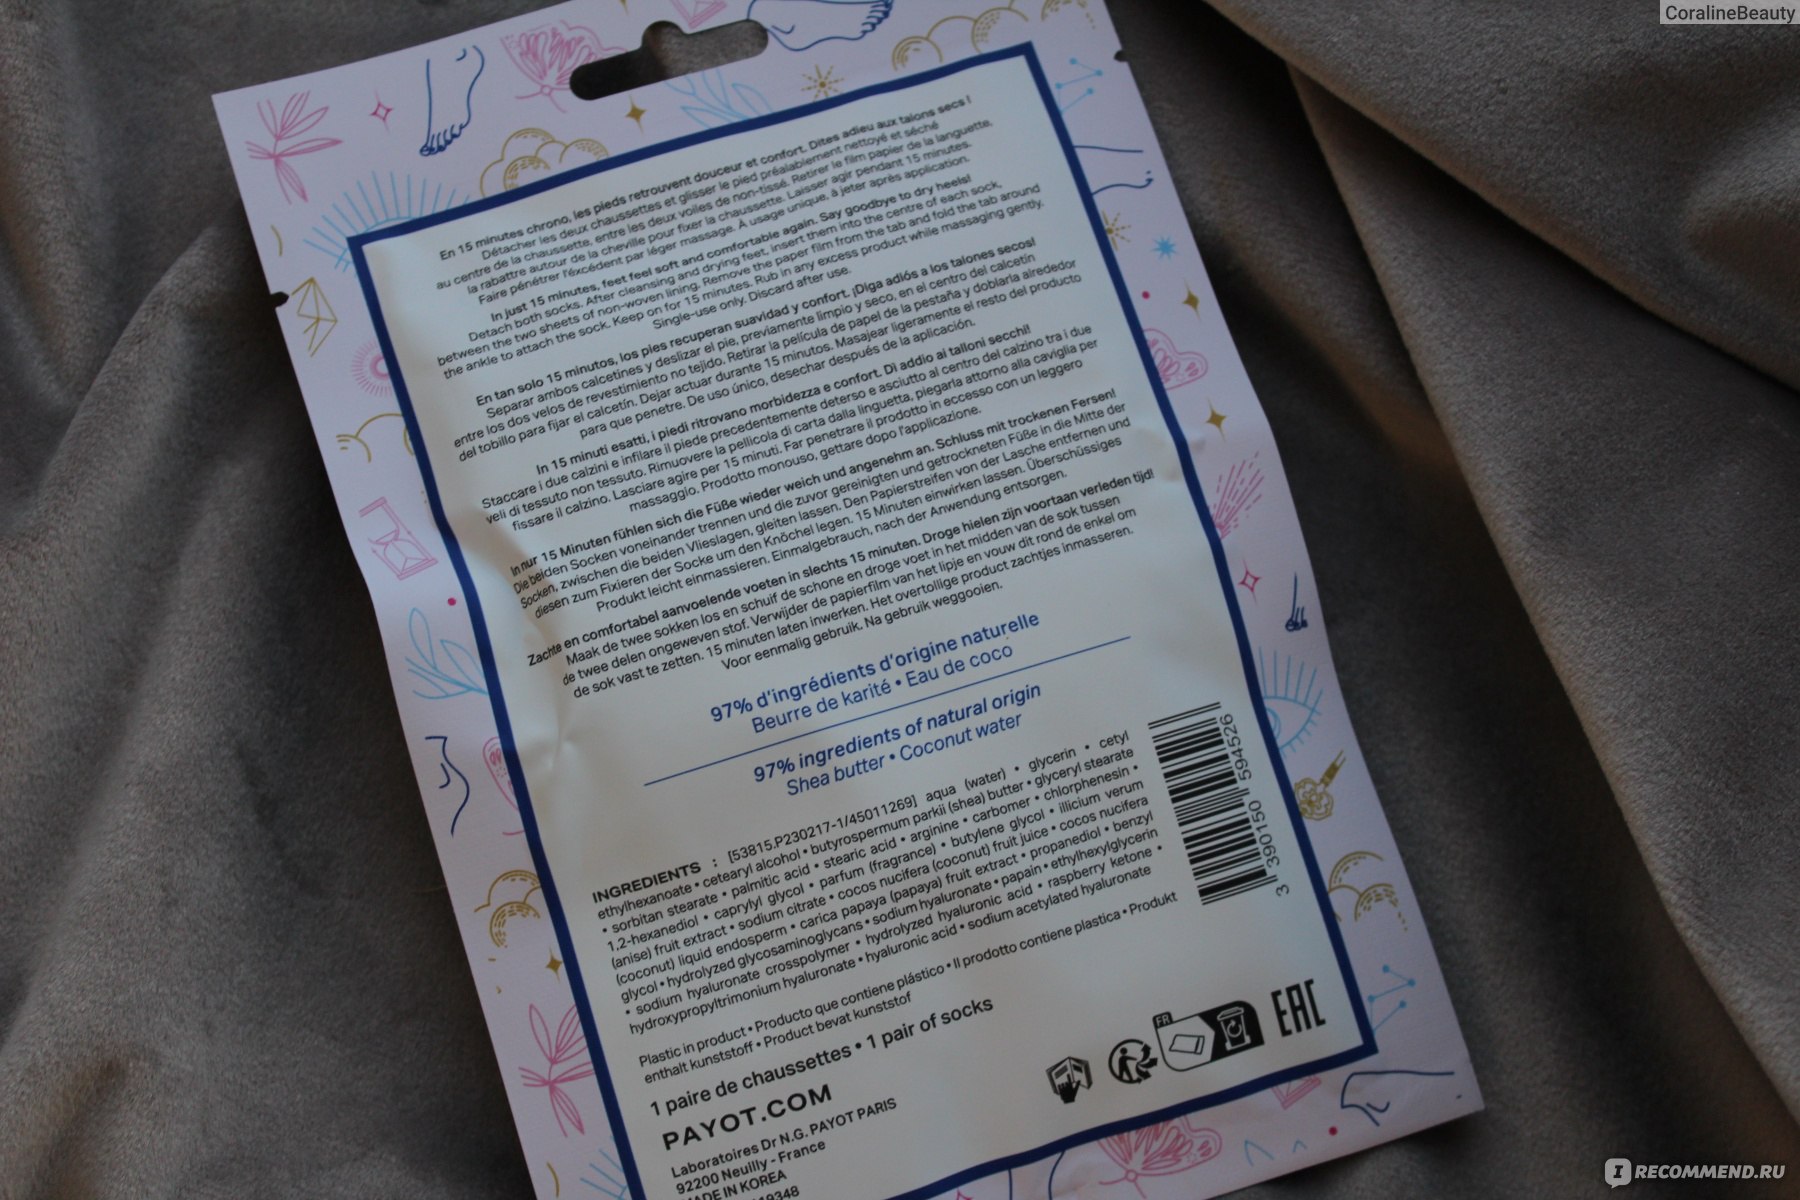 CoralineBeauty
En 15 minutes chrono, les pieds retrouvent douceur et confort. Dites adieu aux talons secs !
Détacher les deux chaussettes et glisser le pied préalablement nettoyé et séché
au centre de la chaussette, entre les deux voiles de non-tissé. Retirer le film papier de la languette,
la rabattre autour de la cheville pour fixer la chaussette. Laisser agir pendant 15 minutes.
Faire pénétrer l'éxcédent par léger massage. À usage unique, à jeter après application.
In just 15 minutes, feet feel soft and comfortable again. Say goodbye to dry heels!
Detach both socks. After cleansing and drying feet, insert them into the centre of each sock,
between the two sheets of non-woven lining. Remove the paper film from the tab and fold the tab around
the ankle to attach the sock. Keep on for 15 minutes. Rub in any excess product while massaging gently.
Single-use only. Discard after use.
En tan solo 15 minutos, los pies recuperan suavidad y confort. ¡Diga adiós a los talones secos!
Separar ambos calcetines y deslizar el pie, previamente limpio y seco, en el centro del calcetín
entre los dos velos de revestimiento no tejido. Retirar la película de papel de la pestaña y doblarla alrededor
del tobillo para fijar el calcetín. Dejar actuar durante 15 minutos. Masajear ligeramente el resto del producto
para que penetre. De uso único, desechar después de la aplicación.
In 15 minuti esatti, i piedi ritrovano morbidezza e confort. Di addio ai talloni secchi!
Staccare i due calzini e infilare il piede precedentemente deterso e asciutto al centro del calzino tra i due
veli di tessuto non tessuto. Rimuovere la pellicola di carta dalla linguetta, piegarla attorno alla caviglia per
fissare il calzino. Lasciare agire per 15 minuti. Far penetrare il prodotto in eccesso con un leggero
massaggio. Prodotto monouso, gettare dopo l'applicazione.
In nur 15 Minuten fühlen sich die Füße wieder weich und angenehm an. Schluss mit trockenen Fersen!
Die beiden Socken voneinander trennen und die zuvor gereinigten und getrockneten Füße in die Mitte der
Socken, zwischen die beiden Vlieslagen, gleiten lassen. Den Papierstreifen von der Lasche entfernen und
diesen zum Fixieren der Socke um den Knöchel legen. 15 Minuten einwirken lassen. Überschüssiges
Produkt leicht einmassieren. Einmalgebrauch, nach der Anwendung entsorgen.
Zachte en comfortabel aanvoelende voeten in slechts 15 minuten. Droge hielen zijn voortaan verleden tijd!
Maak de twee sokken los en schuif de schone en droge voet in het midden van de sok tussen
de twee delen ongeweven stof. Verwijder de papierfilm van het lipje en vouw dit rond de enkel om
de sok vast te zetten. 15 minuten laten inwerken. Het overtollige product zachtjes inmasseren.
Voor eenmalig gebruik. Na gebruik weggooien.
97% d'ingrédients d'origine naturelle
Beurre de karité • Eau de coco
97% ingredients of natural origin
Shea butter • Coconut water
INGREDIENTS : [53815.P230217-1/45011269] aqua (water) • glycerin • cetyl
ethylhexanoate • cetearyl alcohol • butyrospermum parkii (shea) butter • glyceryl stearate
• sorbitan stearate • palmitic acid • stearic acid • arginine • carbomer • chlorphenesin •
1,2-hexanediol • caprylyl glycol • parfum (fragrance) • butylene glycol • illicium verum
(anise) fruit extract • sodium citrate • cocos nucifera (coconut) fruit juice • cocos nucifera
(coconut) liquid endosperm • carica papaya (papaya) fruit extract • propanediol • benzyl
glycol • hydrolyzed glycosaminoglycans • sodium hyaluronate • papain • ethylhexylglycerin
• sodium hyaluronate crosspolymer • hydrolyzed hyaluronic acid • raspberry ketone •
hydroxypropyltrimonium hyaluronate • hyaluronic acid • sodium acetylated hyaluronate
3 390150 594526
Plastic in product • Producto que contiene plástico • Il prodotto contiene plastica • Produkt
enthalt kunststoff • Product bevat kunststof
1 paire de chaussettes • 1 pair of socks
PAYOT.COM
FR
EAC
Laboratoires Dr N.G. PAYOT PARIS
92200 Neuilly - France
MADE IN KOREA
19348
IRECOMMEND.RU